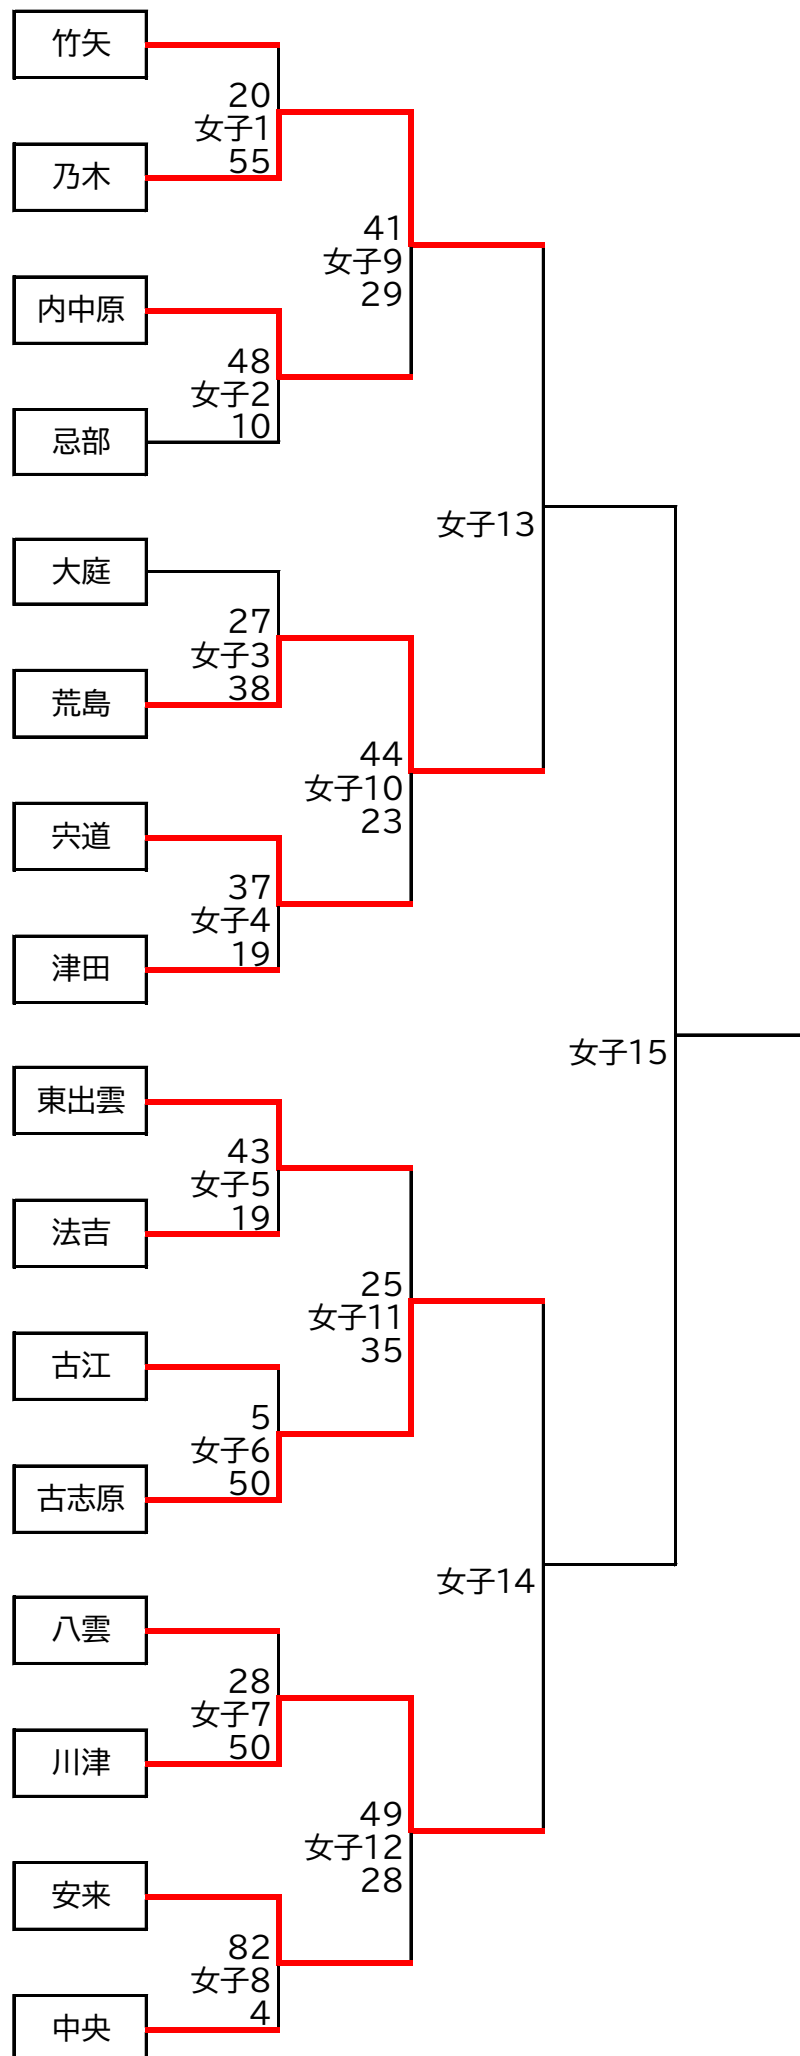 竹矢
20
女子1
55
乃木
41
女子9
29
内中原
48
女子2
10
忌部
女子13
大庭
27
女子3
38
荒島
44
女子10
23
宍道
37
女子4
19
津田
女子15
東出雲
43
女子5
19
法吉
25
女子11
35
古江
5
女子6
50
古志原
女子14
八雲
28
女子7
50
川津
49
女子12
28
安来
82
女子8
4
中央